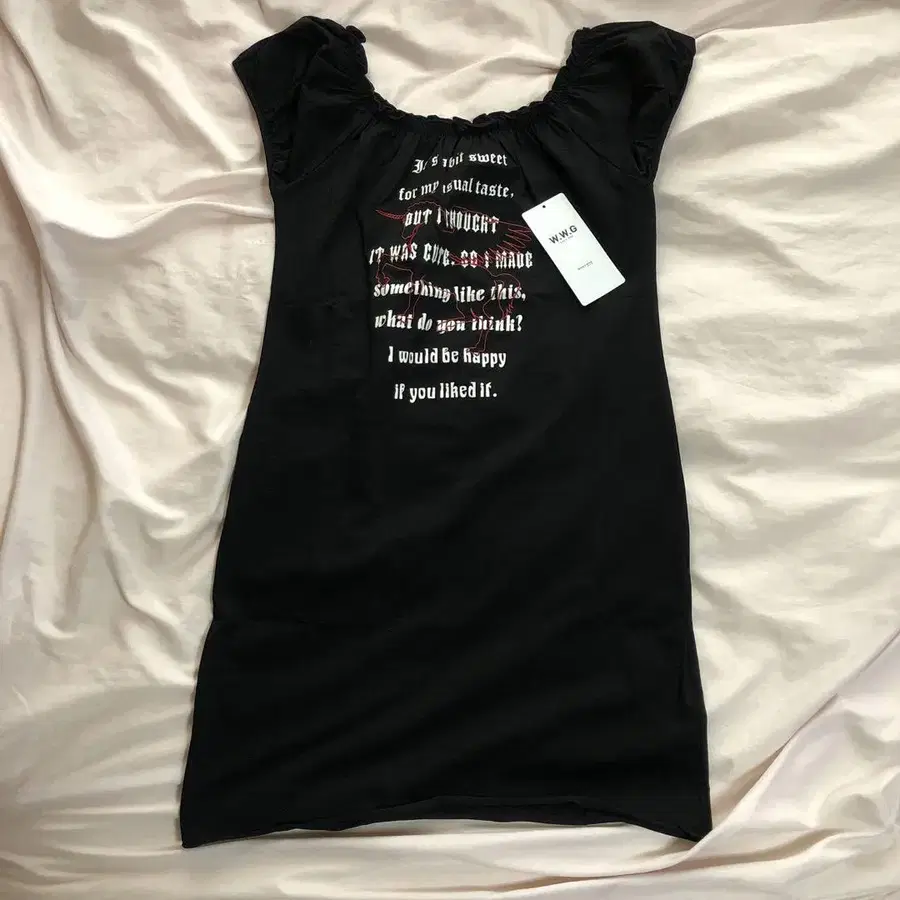 It's a bit sweet
for my usual taste,
BUT I THOUGHT
IT WAS CUTE. SO I MADE
something like this,
what do you think?
I would be happy
if you liked it.
W.W.G